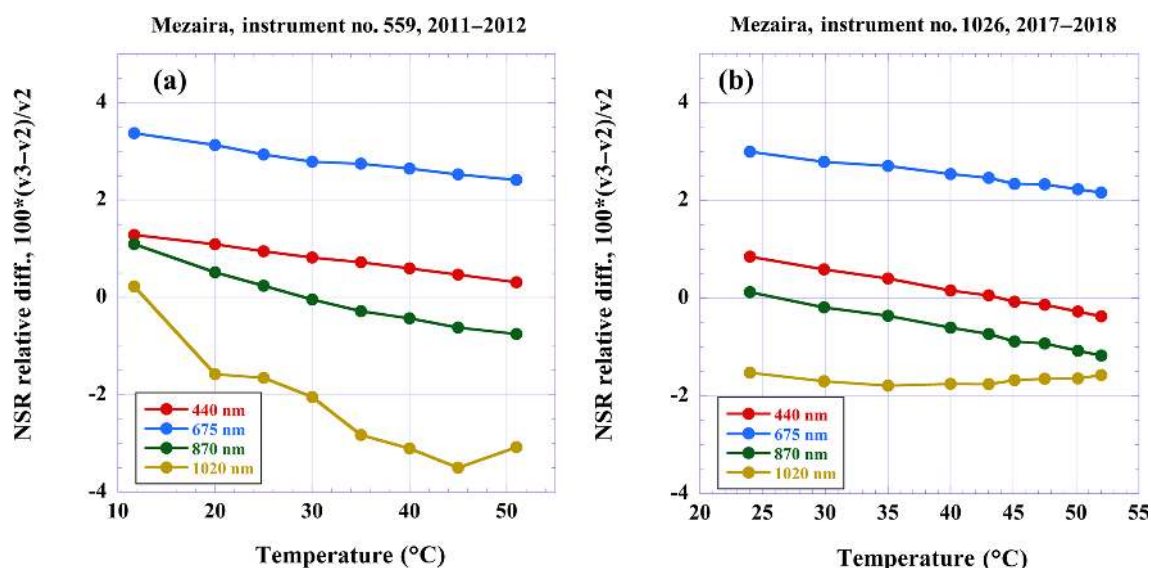 Mezaira, instrument no. 559, 2011–2012
(a)
NSR relative diff., 100*(v3–v2)/v2
4
2
0
-2
-4
440 nm
675 nm
870 nm
1020 nm
10 20 30 40 50
Temperature (°C)
Mezaira, instrument no. 1026, 2017–2018
(b)
NSR relative diff., 100*(v3–v2)/v2
4
2
0
-2
-4
440 nm
675 nm
870 nm
1020 nm
20 25 30 35 40 45 50 55
Temperature (°C)